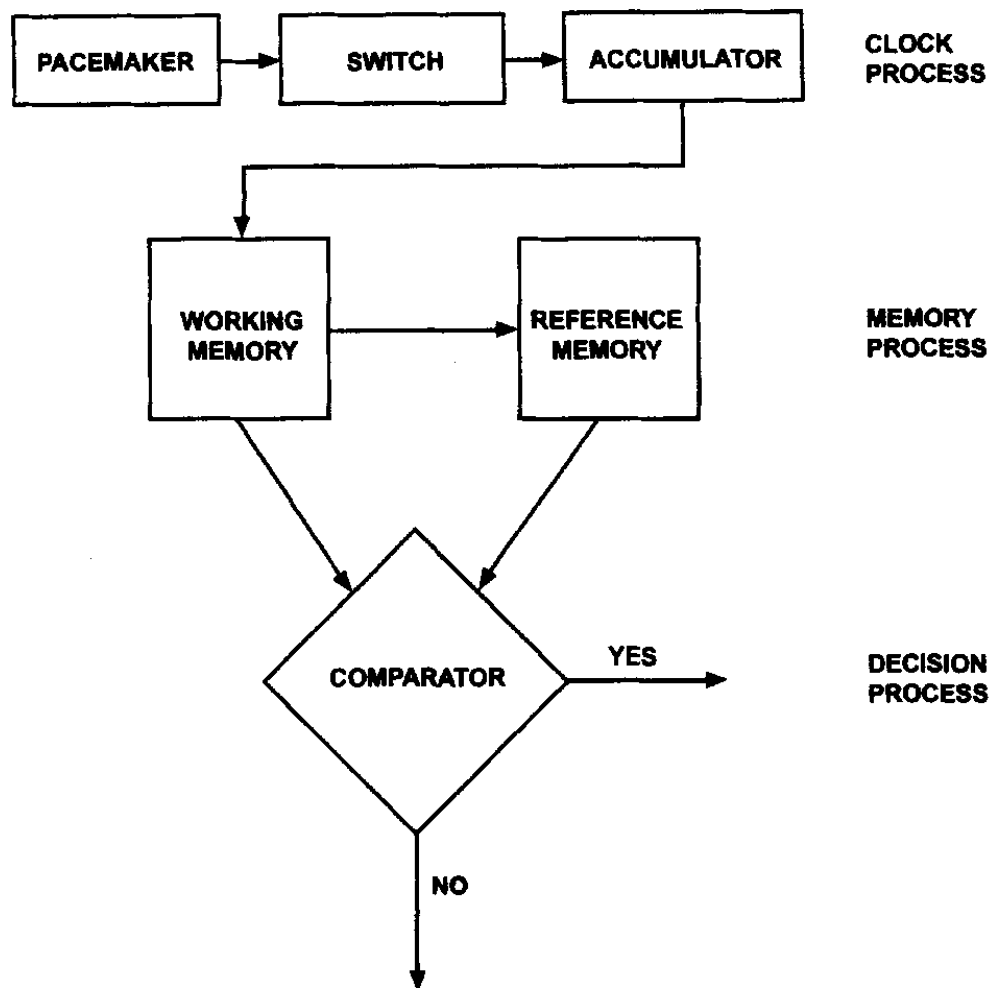 PACEMAKER
SWITCH
ACCUMULATOR
CLOCK
PROCESS
WORKING
MEMORY
REFERENCE
MEMORY
MEMORY
PROCESS
COMPARATOR
YES
DECISION
PROCESS
NO